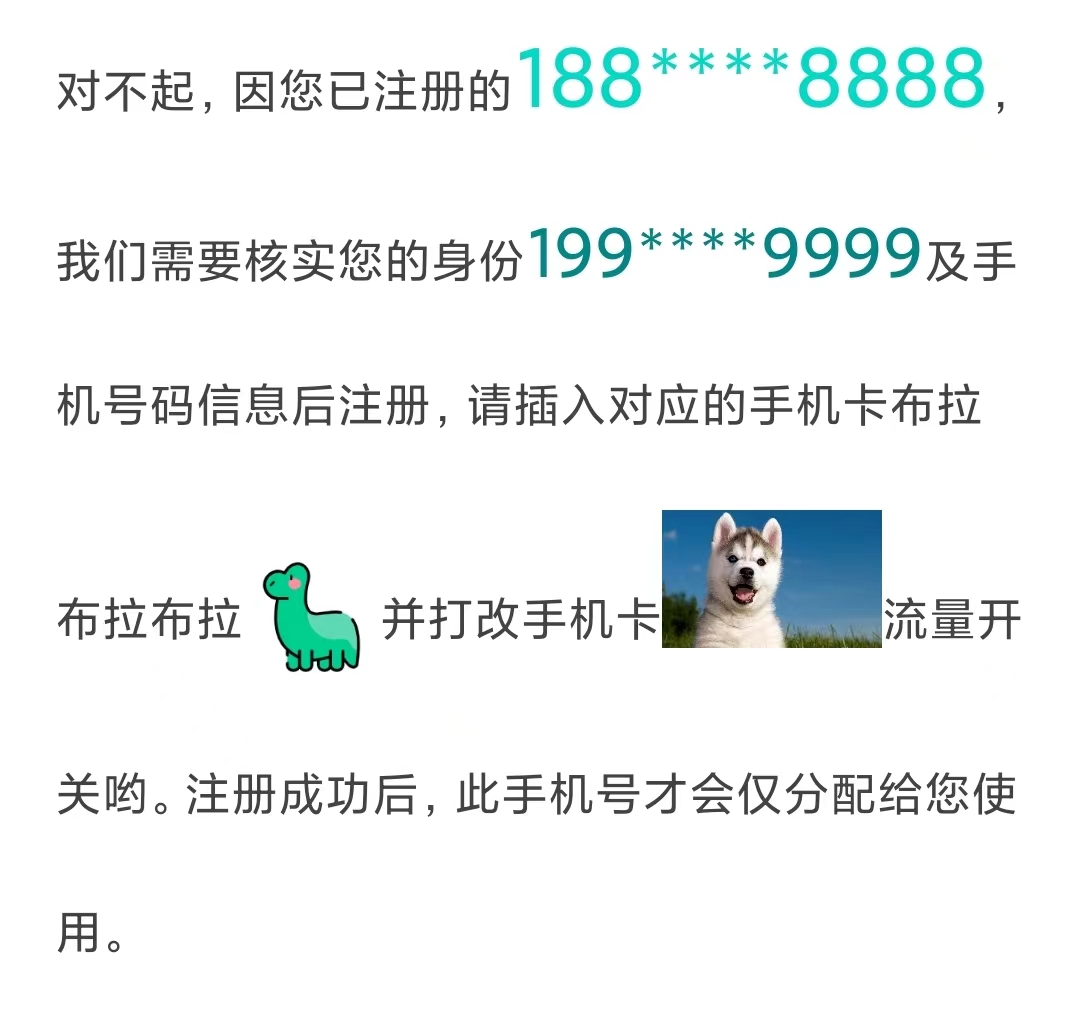 对不起，因您已注册的188****8888，
我们需要核实您的身份199****9999及手
机号码信息后注册，请插入对应的手机卡布拉
布拉布拉 并打改手机卡 流量开
关哟。注册成功后，此手机号才会仅分配给您使
用。